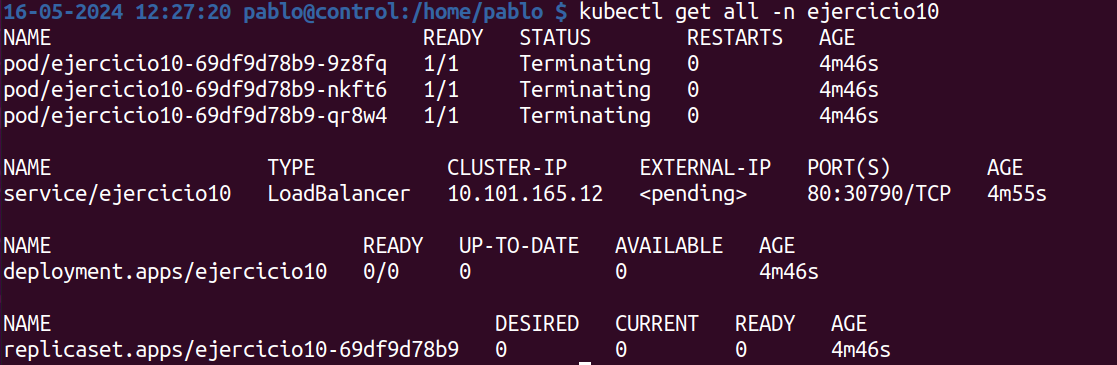 16-05-2024 12:27:20 pablo@control:/home/pablo $ kubectl get all -n ejercicio10
NAME READY STATUS RESTARTS AGE
pod/ejercicio10-69df9d78b9-9z8fq 1/1 Terminating 0 4m46s
pod/ejercicio10-69df9d78b9-nkft6 1/1 Terminating 0 4m46s
pod/ejercicio10-69df9d78b9-qr8w4 1/1 Terminating 0 4m46s
NAME TYPE CLUSTER-IP EXTERNAL-IP PORT(S) AGE
service/ejercicio10 LoadBalancer 10.101.165.12 <pending> 80:30790/TCP 4m55s
NAME READY UP-TO-DATE AVAILABLE AGE
deployment.apps/ejercicio10 0/0 0 0 4m46s
NAME DESIRED CURRENT READY AGE
replicaset.apps/ejercicio10-69df9d78b9 0 0 0 4m46s